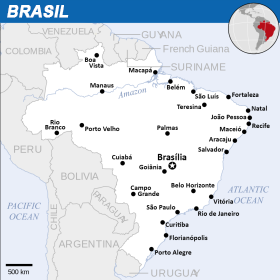 BRASIL
VENEZUELA
GUYANA
French Guiana
COLOMBIA
SURINAME
Boa
Vista
Macapá
Belém
Manaus
Amazon
São Luís
Fortaleza
Teresina
Natal
João Pessoa
Rio
Branco
Porto Velho
Palmas
Maceió
Recife
Aracaju
Salvador
PERU
Cuiabá
Brasília
Goiânia
BOLIVIA
Campo
Grande
Belo Horizonte
ATLANTIC
OCEAN
Vitória
PACIFIC
OCEAN
PARAGUAY
São Paulo
Rio de Janeiro
CHILE
Curitiba
Florianópolis
ARGENTINA
Porto Alegre
500 km
URUGUAY